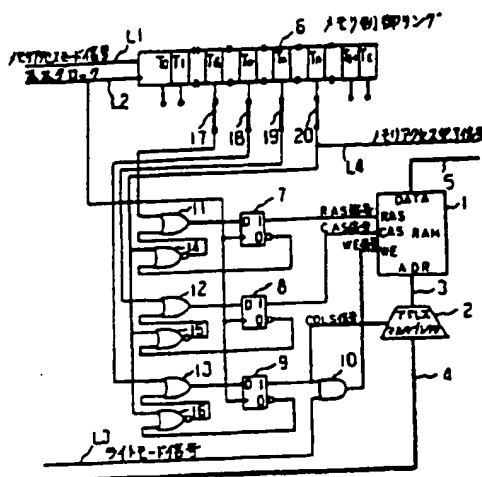 L1
6
メモリ制御リング
メモリアクセスモード信号
基本クロック
L2
T0 T1
17
18
19
20
メモリアクセス終了信号
L4
5
DATA
1
11
7
RAS信号
RAS
CAS信号
CAS RAM
WE信号
WE
14
ADR
3
12
8
2
アドレス
マルチプレクサ
15
COLS信号
13
9
10
4
16
L3
ライトモード信号